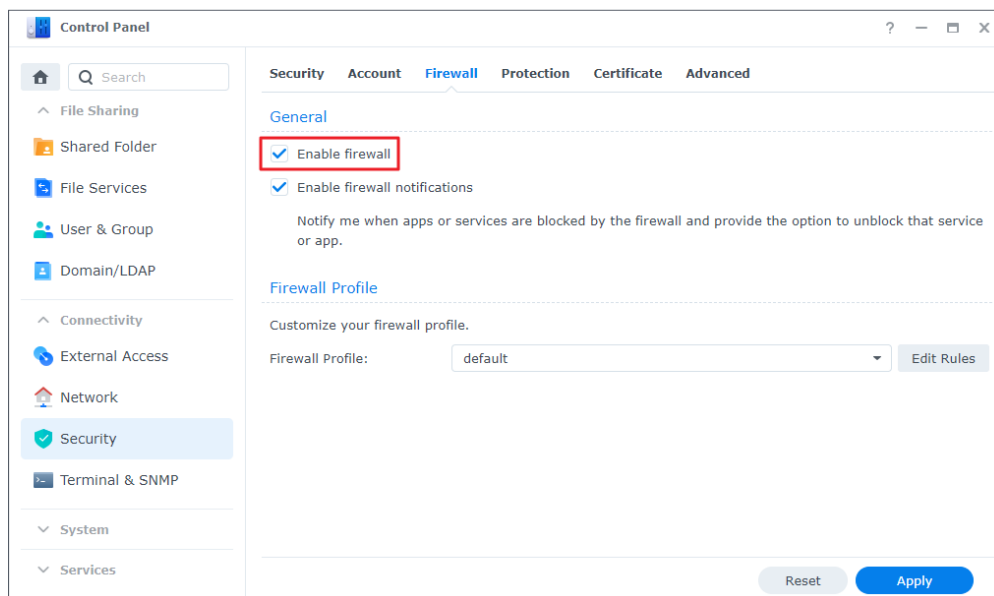 Control Panel
?
Search
File Sharing
Shared Folder
File Services
User & Group
Domain/LDAP
Connectivity
External Access
Network
Security
Terminal & SNMP
System
Services
Security Account Firewall Protection Certificate Advanced
General
Enable firewall
Enable firewall notifications
Notify me when apps or services are blocked by the firewall and provide the option to unblock that service
or app.
Firewall Profile
Customize your firewall profile.
Firewall Profile: default Edit Rules
Reset Apply